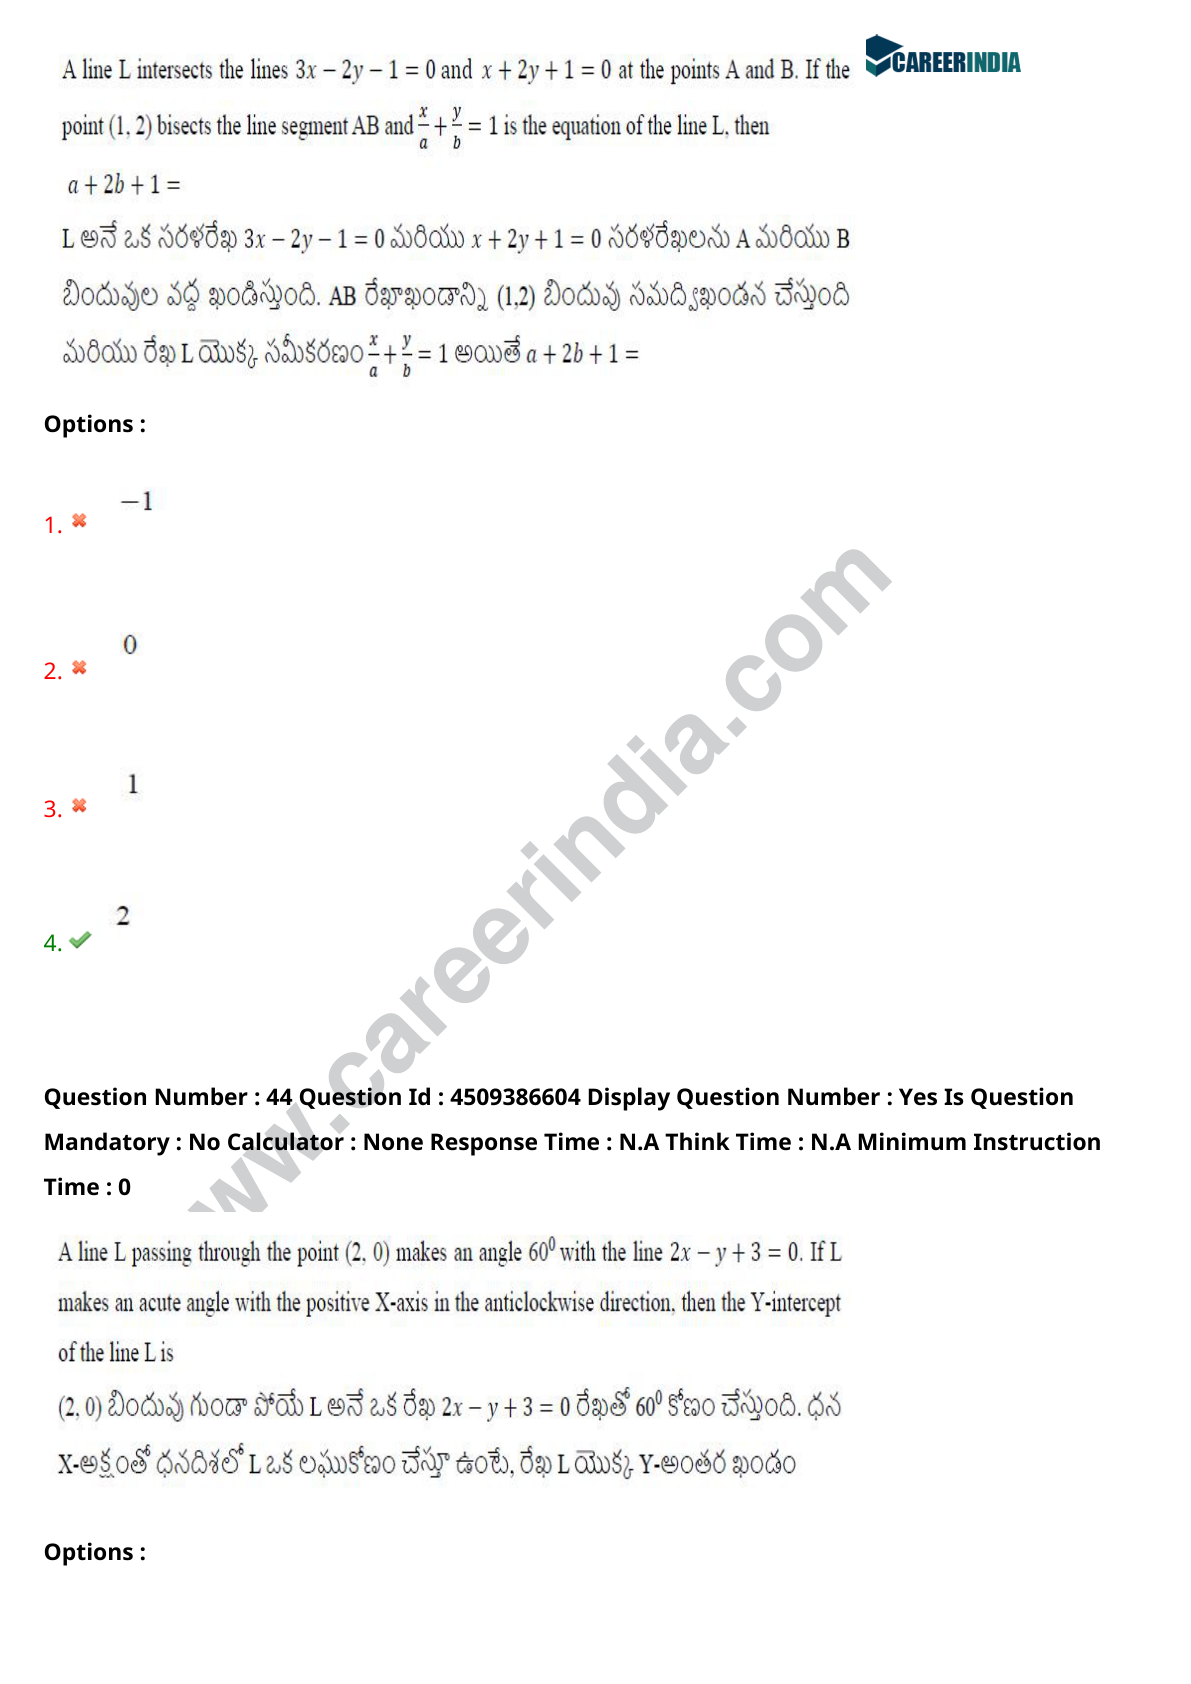 CAREERINDIA
A line L intersects the lines 3x − 2y − 1 = 0 and x + 2y + 1 = 0 at the points A and B. If the
point (1, 2) bisects the line segment AB and x/a + y/b = 1 is the equation of the line L, then
a + 2b + 1 =
L అనే ఒక సరళరేఖ 3x − 2y − 1 = 0 మరియు x + 2y + 1 = 0 సరళరేఖలను A మరియు B
బిందువుల వద్ద ఖండిస్తుంది. AB రేఖాఖండాన్ని (1,2) బిందువు సమద్విఖండన చేస్తుంది
మరియు రేఖ L యొక్క సమీకరణం x/a + y/b = 1 అయితే a + 2b + 1 =
Options :
−1
1.
0
2.
1
3.
2
4.
www.careerindia.com
Question Number : 44 Question Id : 4509386604 Display Question Number : Yes Is Question
Mandatory : No Calculator : None Response Time : N.A Think Time : N.A Minimum Instruction
Time : 0
A line L passing through the point (2, 0) makes an angle 60⁰ with the line 2x − y + 3 = 0. If L
makes an acute angle with the positive X-axis in the anticlockwise direction, then the Y-intercept
of the line L is
(2, 0) బిందువు గుండా పోయే L అనే ఒక రేఖ 2x − y + 3 = 0 రేఖతో 60⁰ కోణం చేస్తుంది. ధన
X-అక్షంతో ధనదిశలో L ఒక లఘుకోణం చేస్తూ ఉంటే, రేఖ L యొక్క Y-అంతర ఖండం
Options :